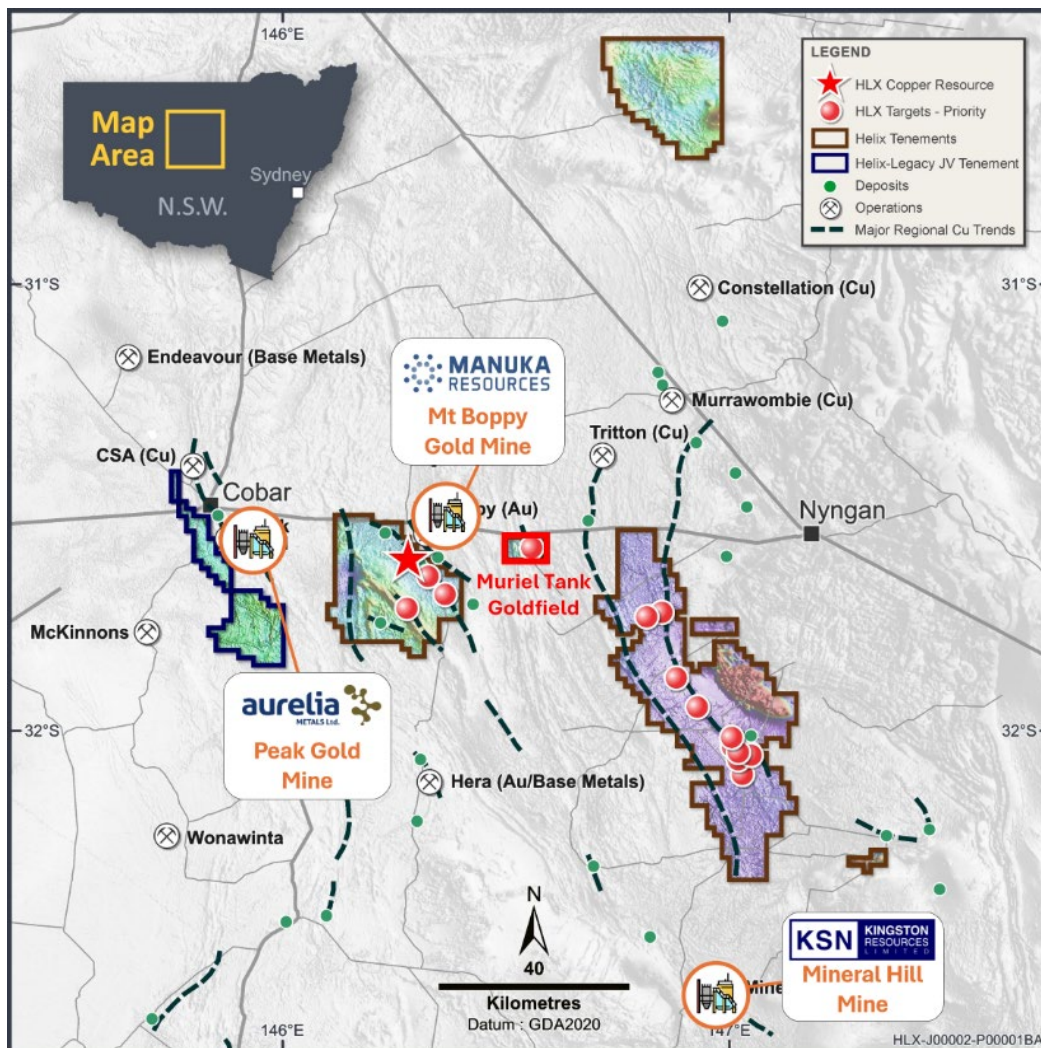 146°E
LEGEND
HLX Copper Resource
HLX Targets - Priority
Helix Tenements
Helix-Legacy JV Tenement
Deposits
Operations
Major Regional Cu Trends
Map
Area
Sydney
N.S.W.
31°S
31°S
Constellation (Cu)
Endeavour (Base Metals)
MANUKA
RESOURCES
Mt Boppy
Gold Mine
Murrawombie (Cu)
Tritton (Cu)
CSA (Cu)
Cobar
py (Au)
Nyngan
Muriel Tank
Goldfield
McKinnons
aurelia
METALS Ltd.
Peak Gold
Mine
32°S
32°S
Hera (Au/Base Metals)
Wonawinta
N
40
Kilometres
Datum : GDA2020
KSN
KINGSTON
RESOURCES
LIMITED
Mineral Hill
Mine
Mine
146°E
147°E
HLX-J00002-P00001BA